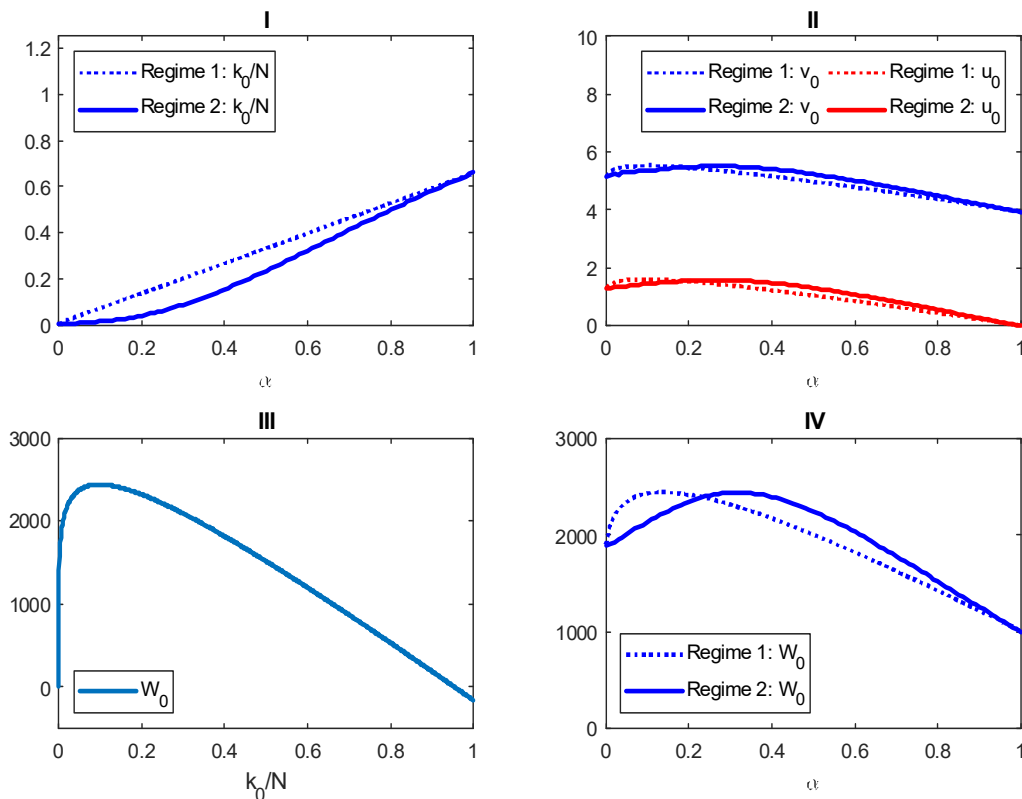 I
1.2
1
0.8
0.6
0.4
0.2
0
0 0.2 0.4 0.6 0.8 1
α
Regime 1: k₀/N
Regime 2: k₀/N
II
10
8
6
4
2
0
0 0.2 0.4 0.6 0.8 1
α
Regime 1: v₀ Regime 1: u₀
Regime 2: v₀ Regime 2: u₀
III
3000
2000
1000
0
0 0.2 0.4 0.6 0.8 1
k₀/N
W₀
IV
3000
2000
1000
0
0 0.2 0.4 0.6 0.8 1
α
Regime 1: W₀
Regime 2: W₀